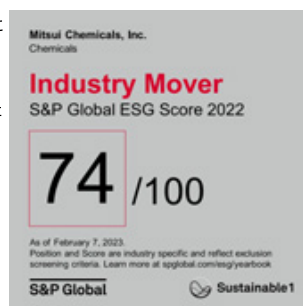 Mitsui Chemicals, Inc.
Chemicals
Industry Mover
S&P Global ESG Score 2022
74 /100
As of February 7, 2023.
Position and Score are industry specific and reflect exclusion
screening criteria. Learn more at spglobal.com/esg/yearbook
S&P Global
Sustainable1